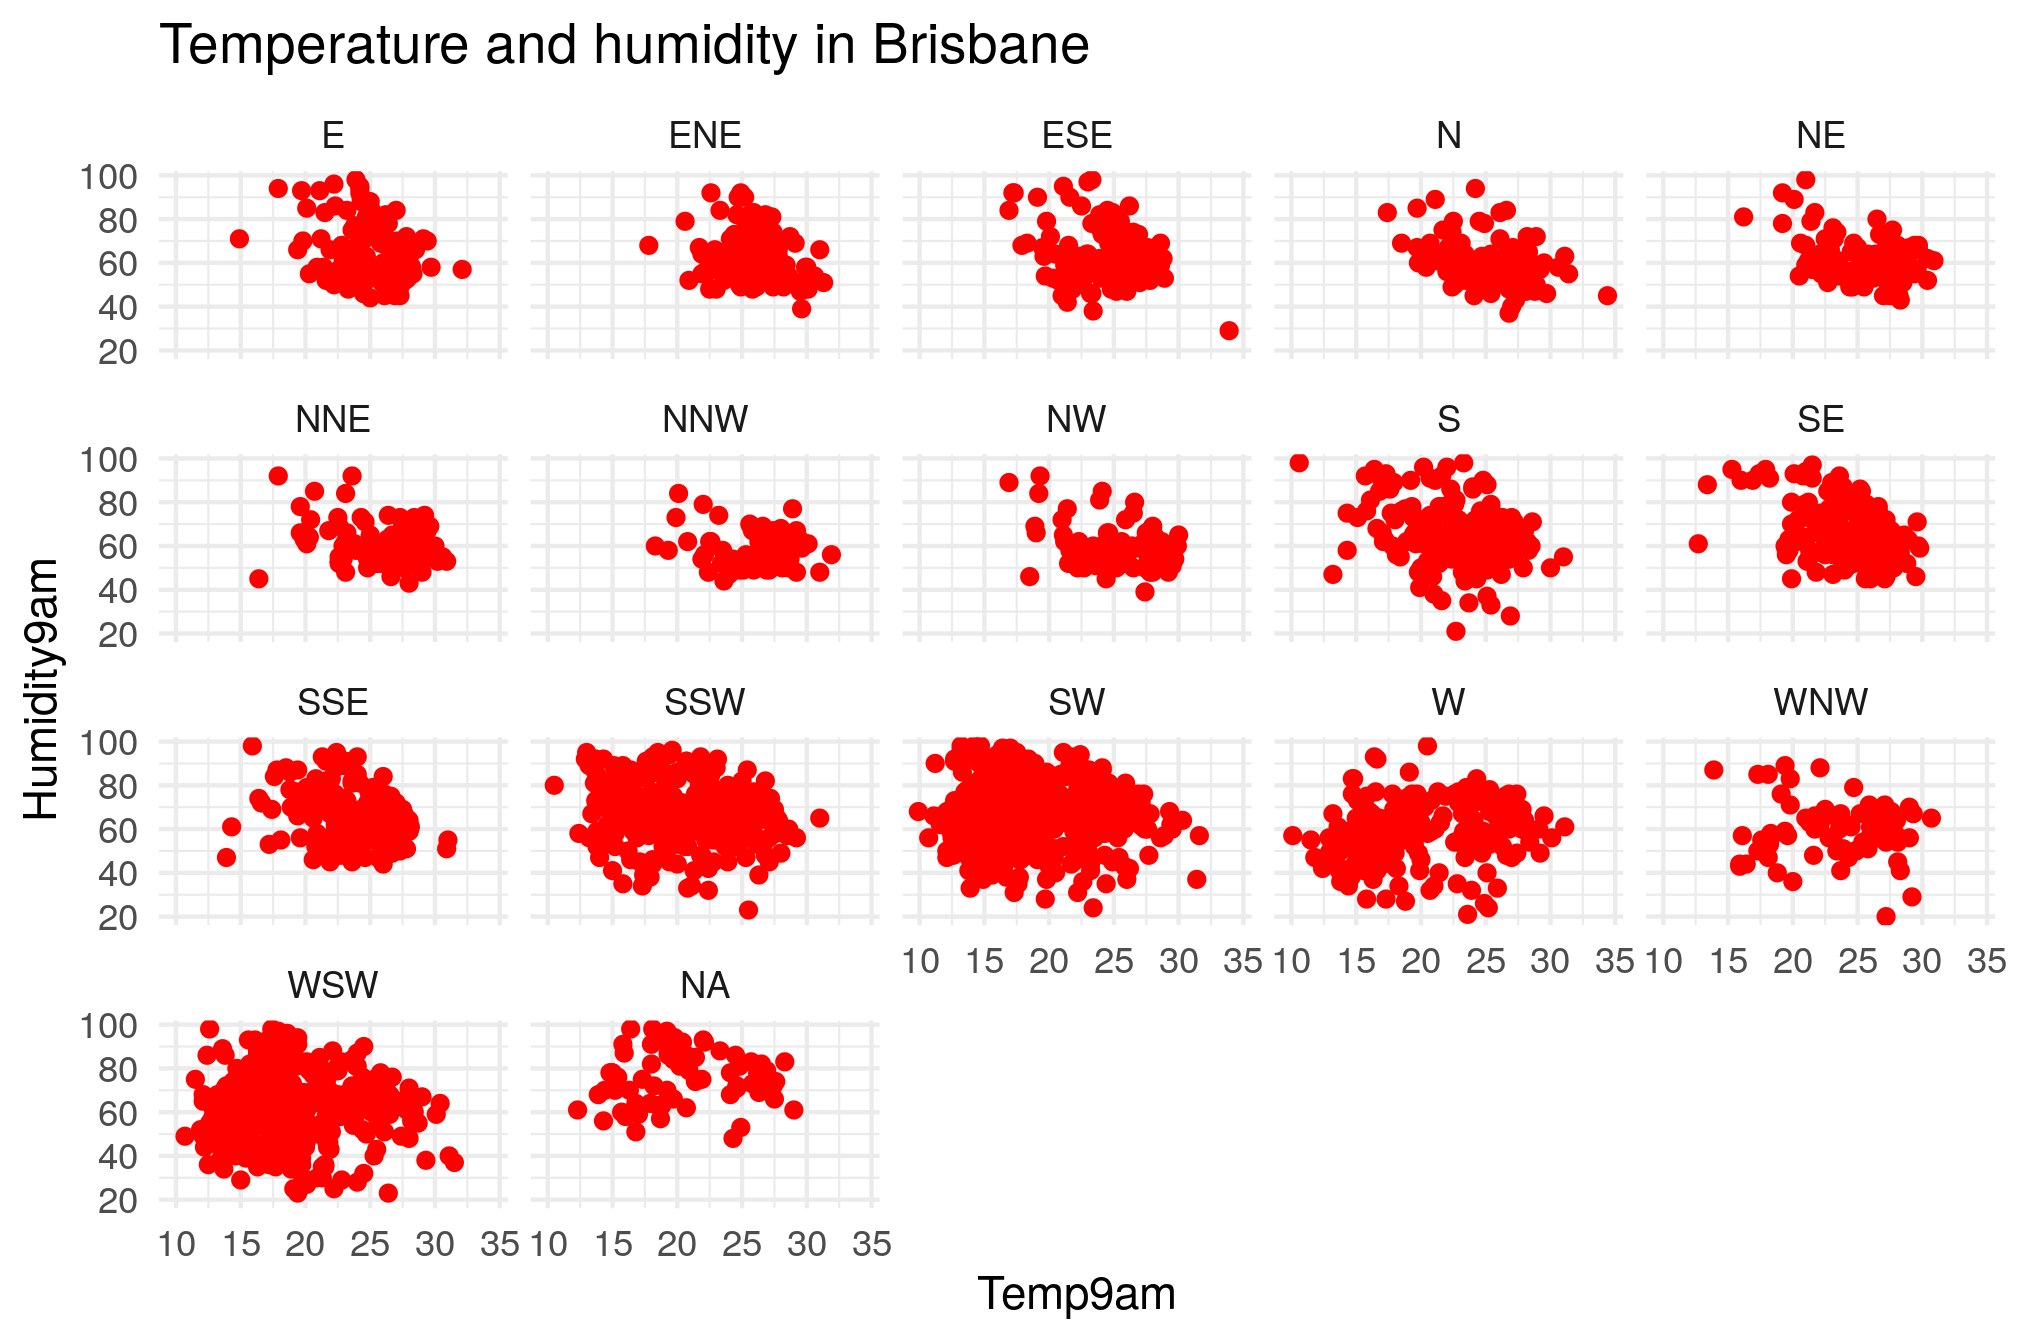 Temperature and humidity in Brisbane
E ENE ESE N NE
100
80
60
40
20
NNE NNW NW S SE
100
80
60
40
20
Humidity9am
SSE SSW SW W WNW
100
80
60
40
20
10 15 20 25 30 35 10 15 20 25 30 35 10 15 20 25 30 35
WSW NA
100
80
60
40
20
10 15 20 25 30 35 10 15 20 25 30 35
Temp9am